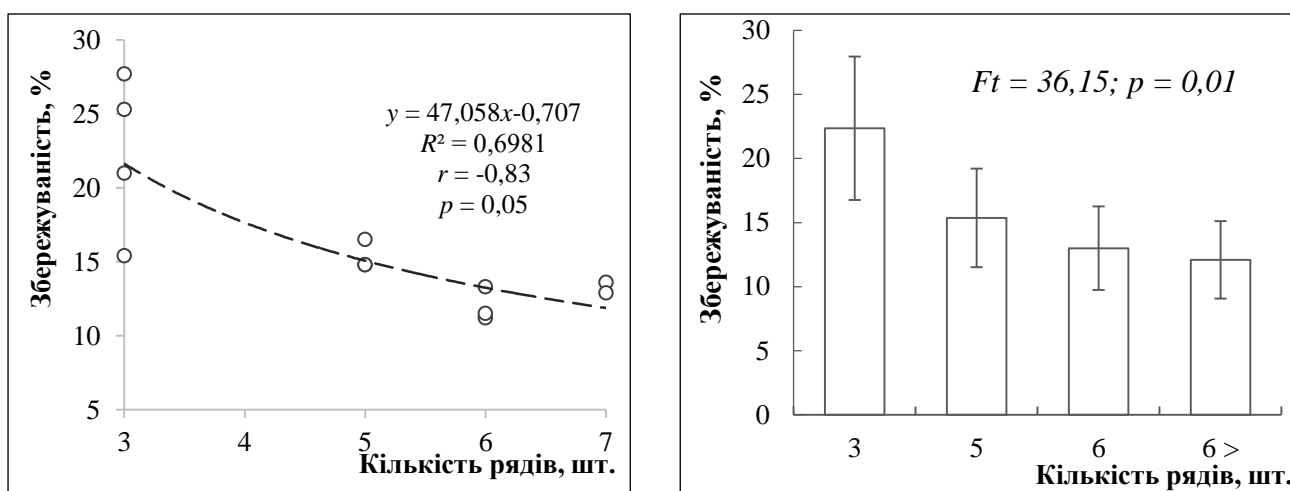 Збережуваність, %
30
25
20
15
10
5
y = 47,058x-0,707
R² = 0,6981
r = -0,83
p = 0,05
3 4 5 6 7
Кількість рядів, шт.
Збережуваність, %
30
25
20
15
10
5
0
Ft = 36,15; p = 0,01
3 5 6 6 >
Кількість рядів, шт.